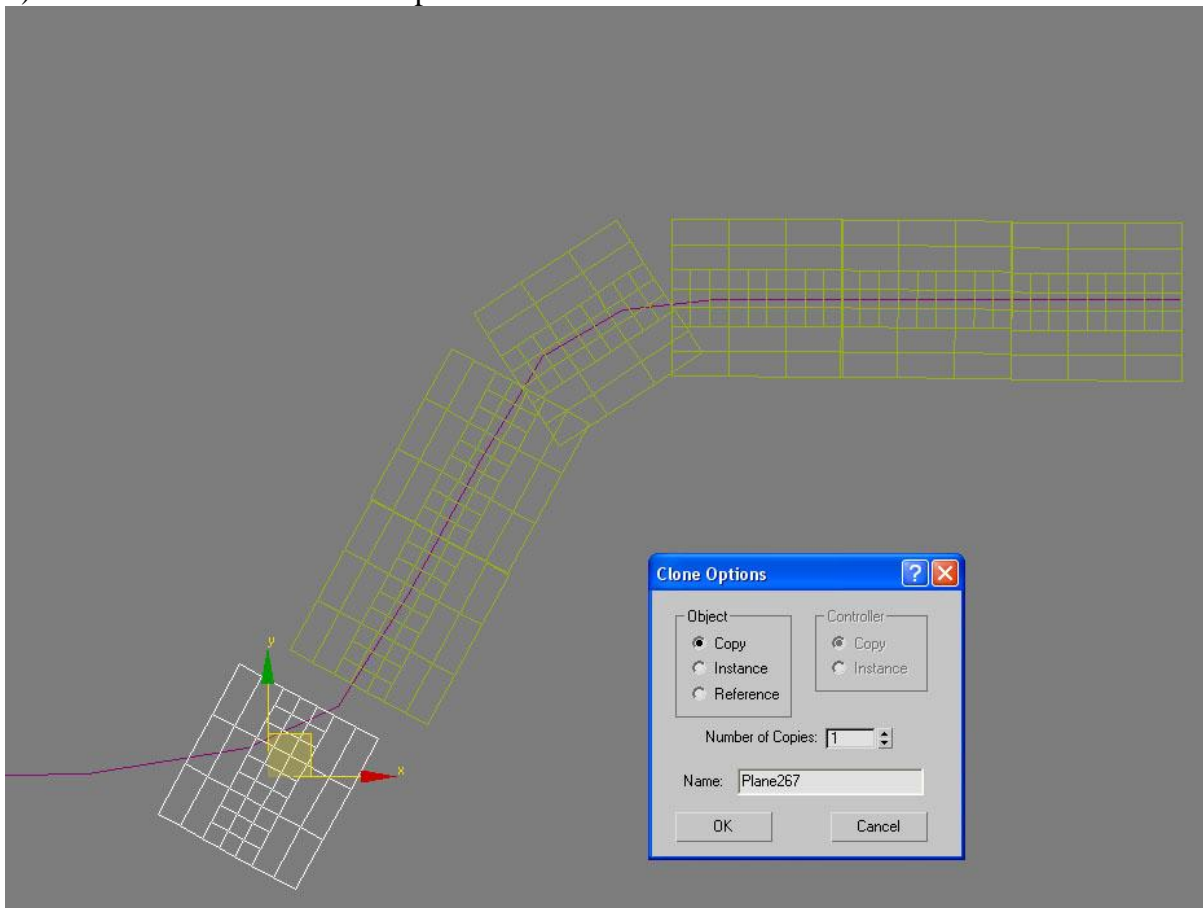 y
x
Clone Options
Object
Copy
Instance
Reference
Controller
Copy
Instance
Number of Copies: 1
Name: Plane267
OK Cancel